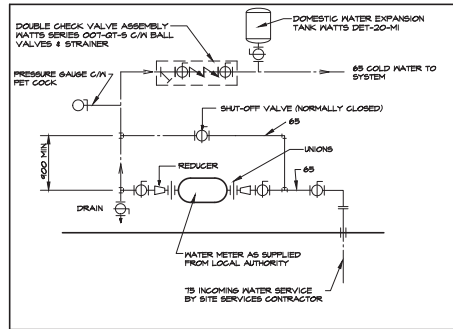 DOUBLE CHECK VALVE ASSEMBLY
WATTS SERIES 007-QT-S C/W BALL
VALVES & STRAINER
DOMESTIC WATER EXPANSION
TANK WATTS DET-20-M1
PRESSURE GAUGE C/W
PET COCK
65 COLD WATER TO
SYSTEM
SHUT-OFF VALVE (NORMALLY CLOSED)
65
900 MIN.
REDUCER
UNIONS
65
DRAIN
WATER METER AS SUPPLIED
FROM LOCAL AUTHORITY
75 INCOMING WATER SERVICE
BY SITE SERVICES CONTRACTOR